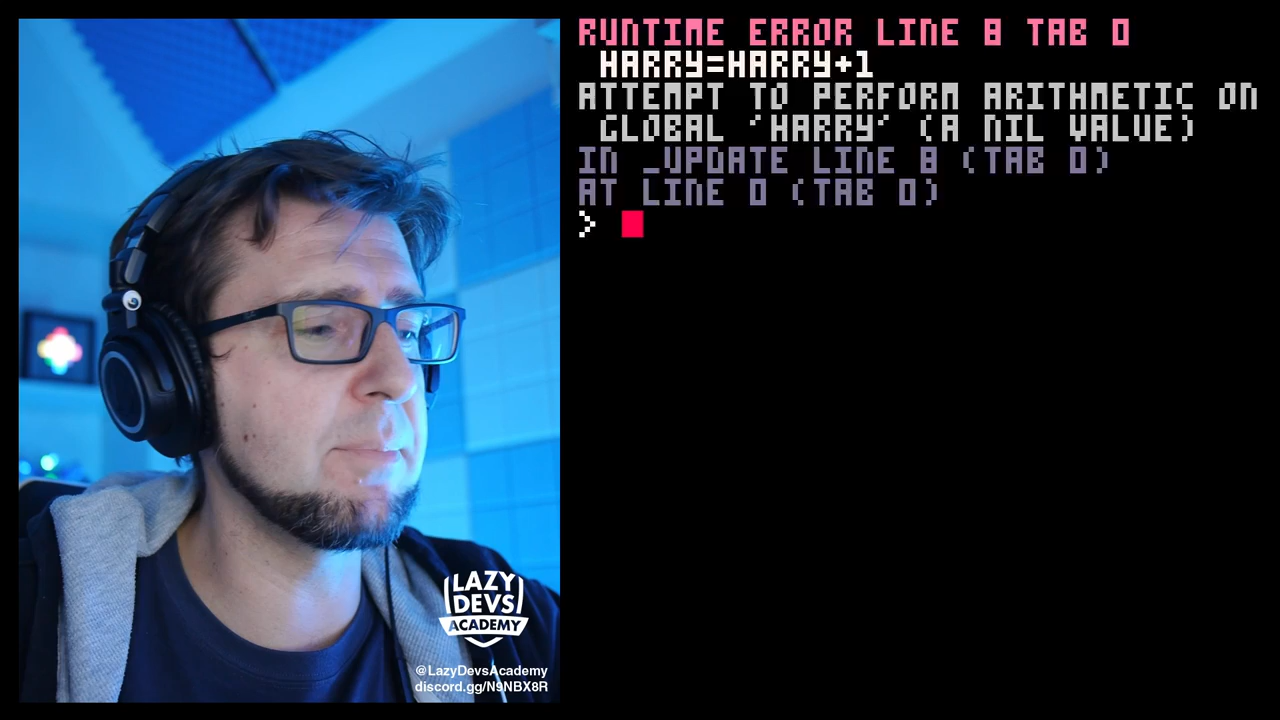 RUNTIME ERROR LINE 8 TAB 0
HARRY=HARRY+1
ATTEMPT TO PERFORM ARITHMETIC ON
GLOBAL 'HARRY' (A NIL VALUE)
IN _UPDATE LINE 8 (TAB 0)
AT LINE 0 (TAB 0)
>
LAZY
DEVS
ACADEMY
@LazyDevsAcademy
discord.gg/N9NBX8R